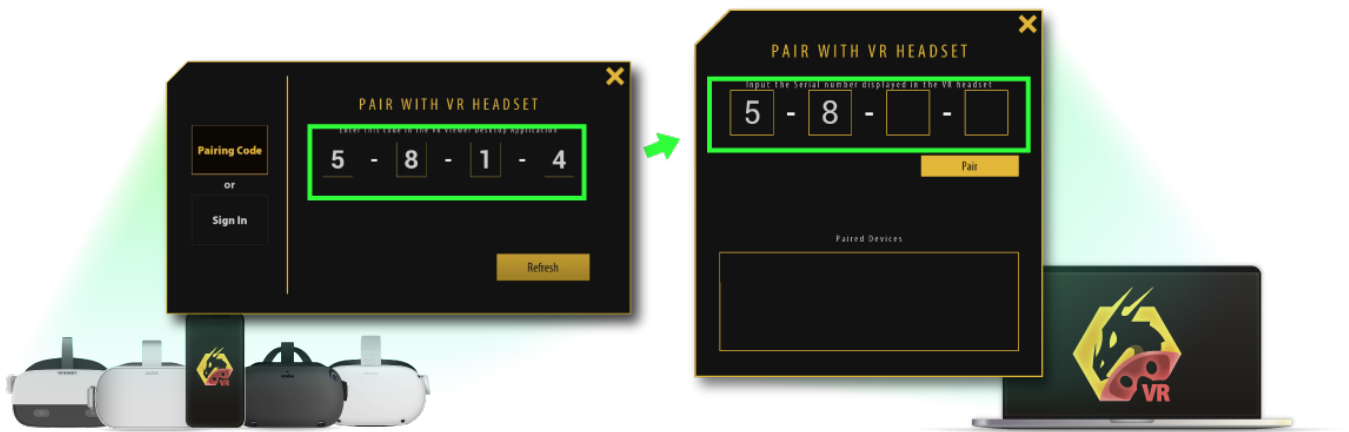 PAIR WITH VR HEADSET
Enter this code in the VR Viewer Desktop Application
5 - 8 - 1 - 4
Pairing Code
or
Sign In
Refresh
PAIR WITH VR HEADSET
Input the Serial number displayed in the VR headset
5 - 8 - -
Pair
Paired Devices
VR
VR